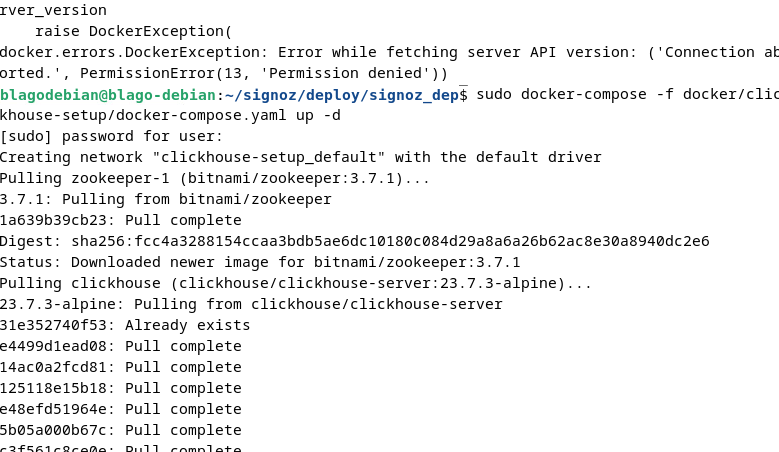 rver_version
raise DockerException(
docker.errors.DockerException: Error while fetching server API version: ('Connection ab
orted.', PermissionError(13, 'Permission denied'))
blagodebian@blago-debian:~/signoz/deploy/signoz_dep$ sudo docker-compose -f docker/clic
khouse-setup/docker-compose.yaml up -d
[sudo] password for user:
Creating network "clickhouse-setup_default" with the default driver
Pulling zookeeper-1 (bitnami/zookeeper:3.7.1)...
3.7.1: Pulling from bitnami/zookeeper
1a639b39cb23: Pull complete
Digest: sha256:fcc4a3288154ccaa3bdb5ae6dc10180c084d29a8a6a26b62ac8e30a8940dc2e6
Status: Downloaded newer image for bitnami/zookeeper:3.7.1
Pulling clickhouse (clickhouse/clickhouse-server:23.7.3-alpine)...
23.7.3-alpine: Pulling from clickhouse/clickhouse-server
31e352740f53: Already exists
e4499d1ead08: Pull complete
14ac0a2fcd81: Pull complete
125118e15b18: Pull complete
e48efd51964e: Pull complete
5b05a000b67c: Pull complete
c3f561c8ce0e: Pull complete